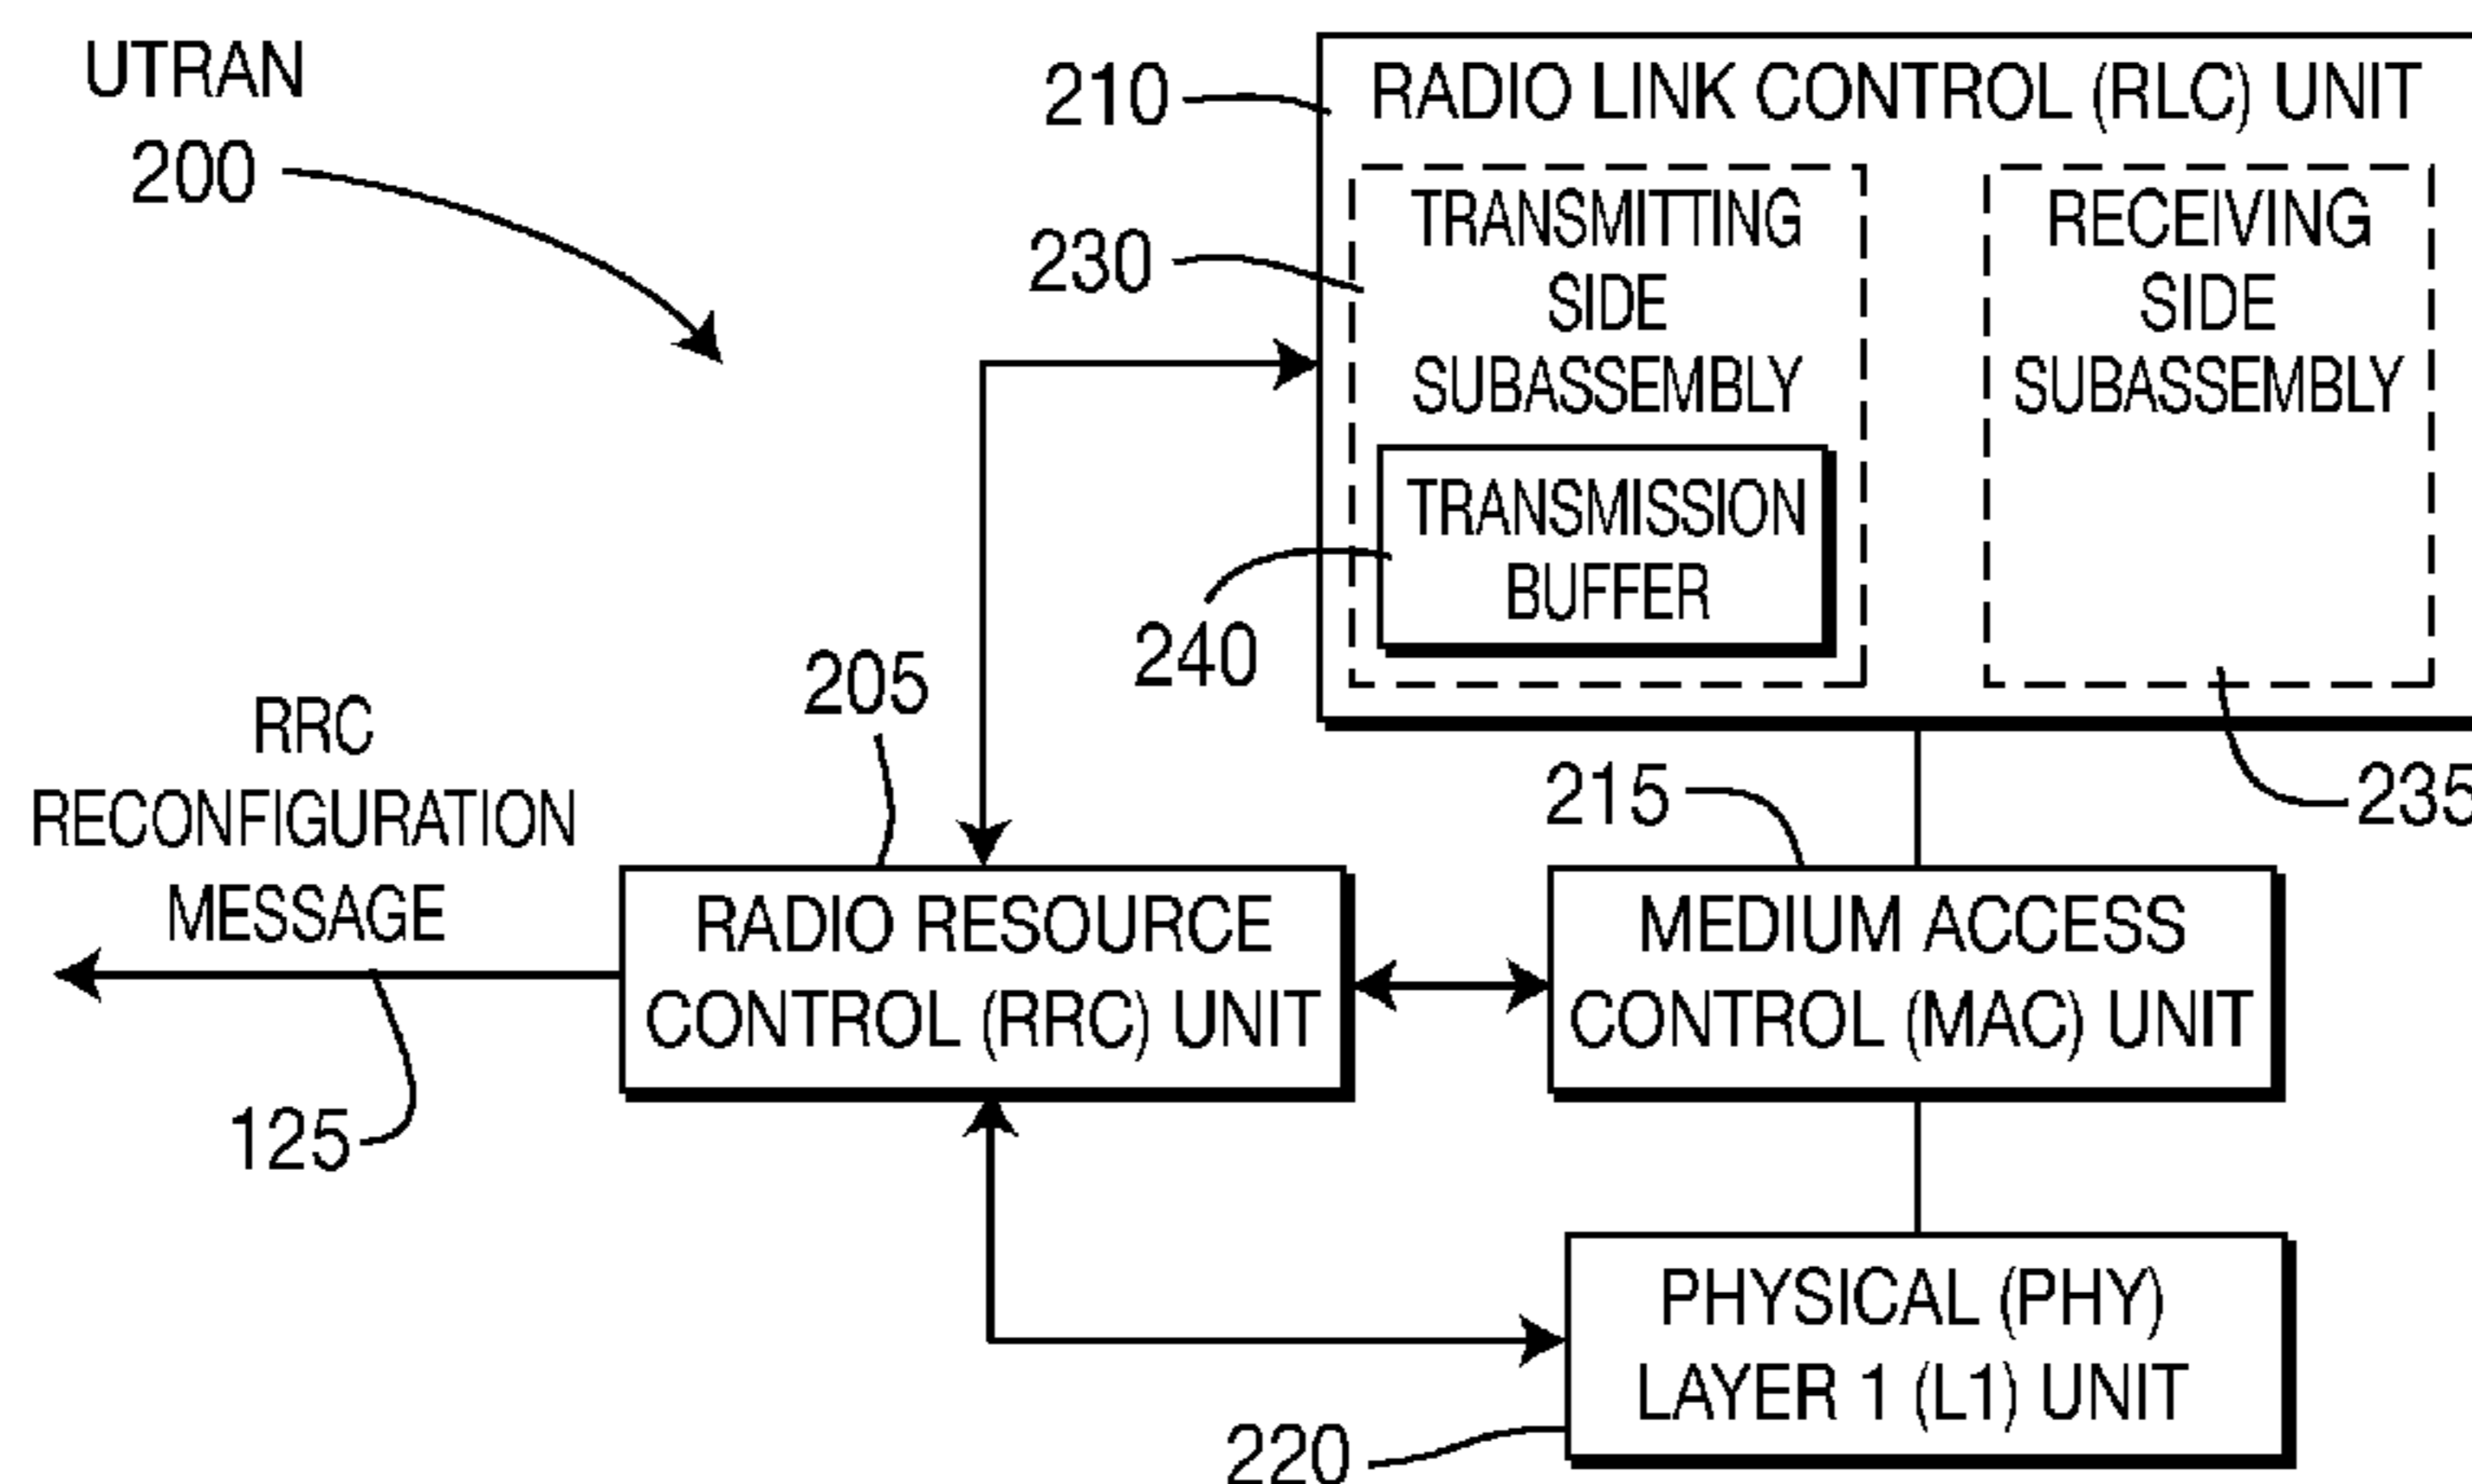 UTRAN
200
210
RADIO LINK CONTROL (RLC) UNIT
230
TRANSMITTING
SIDE
SUBASSEMBLY
RECEIVING
SIDE
SUBASSEMBLY
TRANSMISSION
BUFFER
240
205
RRC
RECONFIGURATION
MESSAGE
215
235
RADIO RESOURCE
CONTROL (RRC) UNIT
MEDIUM ACCESS
CONTROL (MAC) UNIT
125
PHYSICAL (PHY)
LAYER 1 (L1) UNIT
220